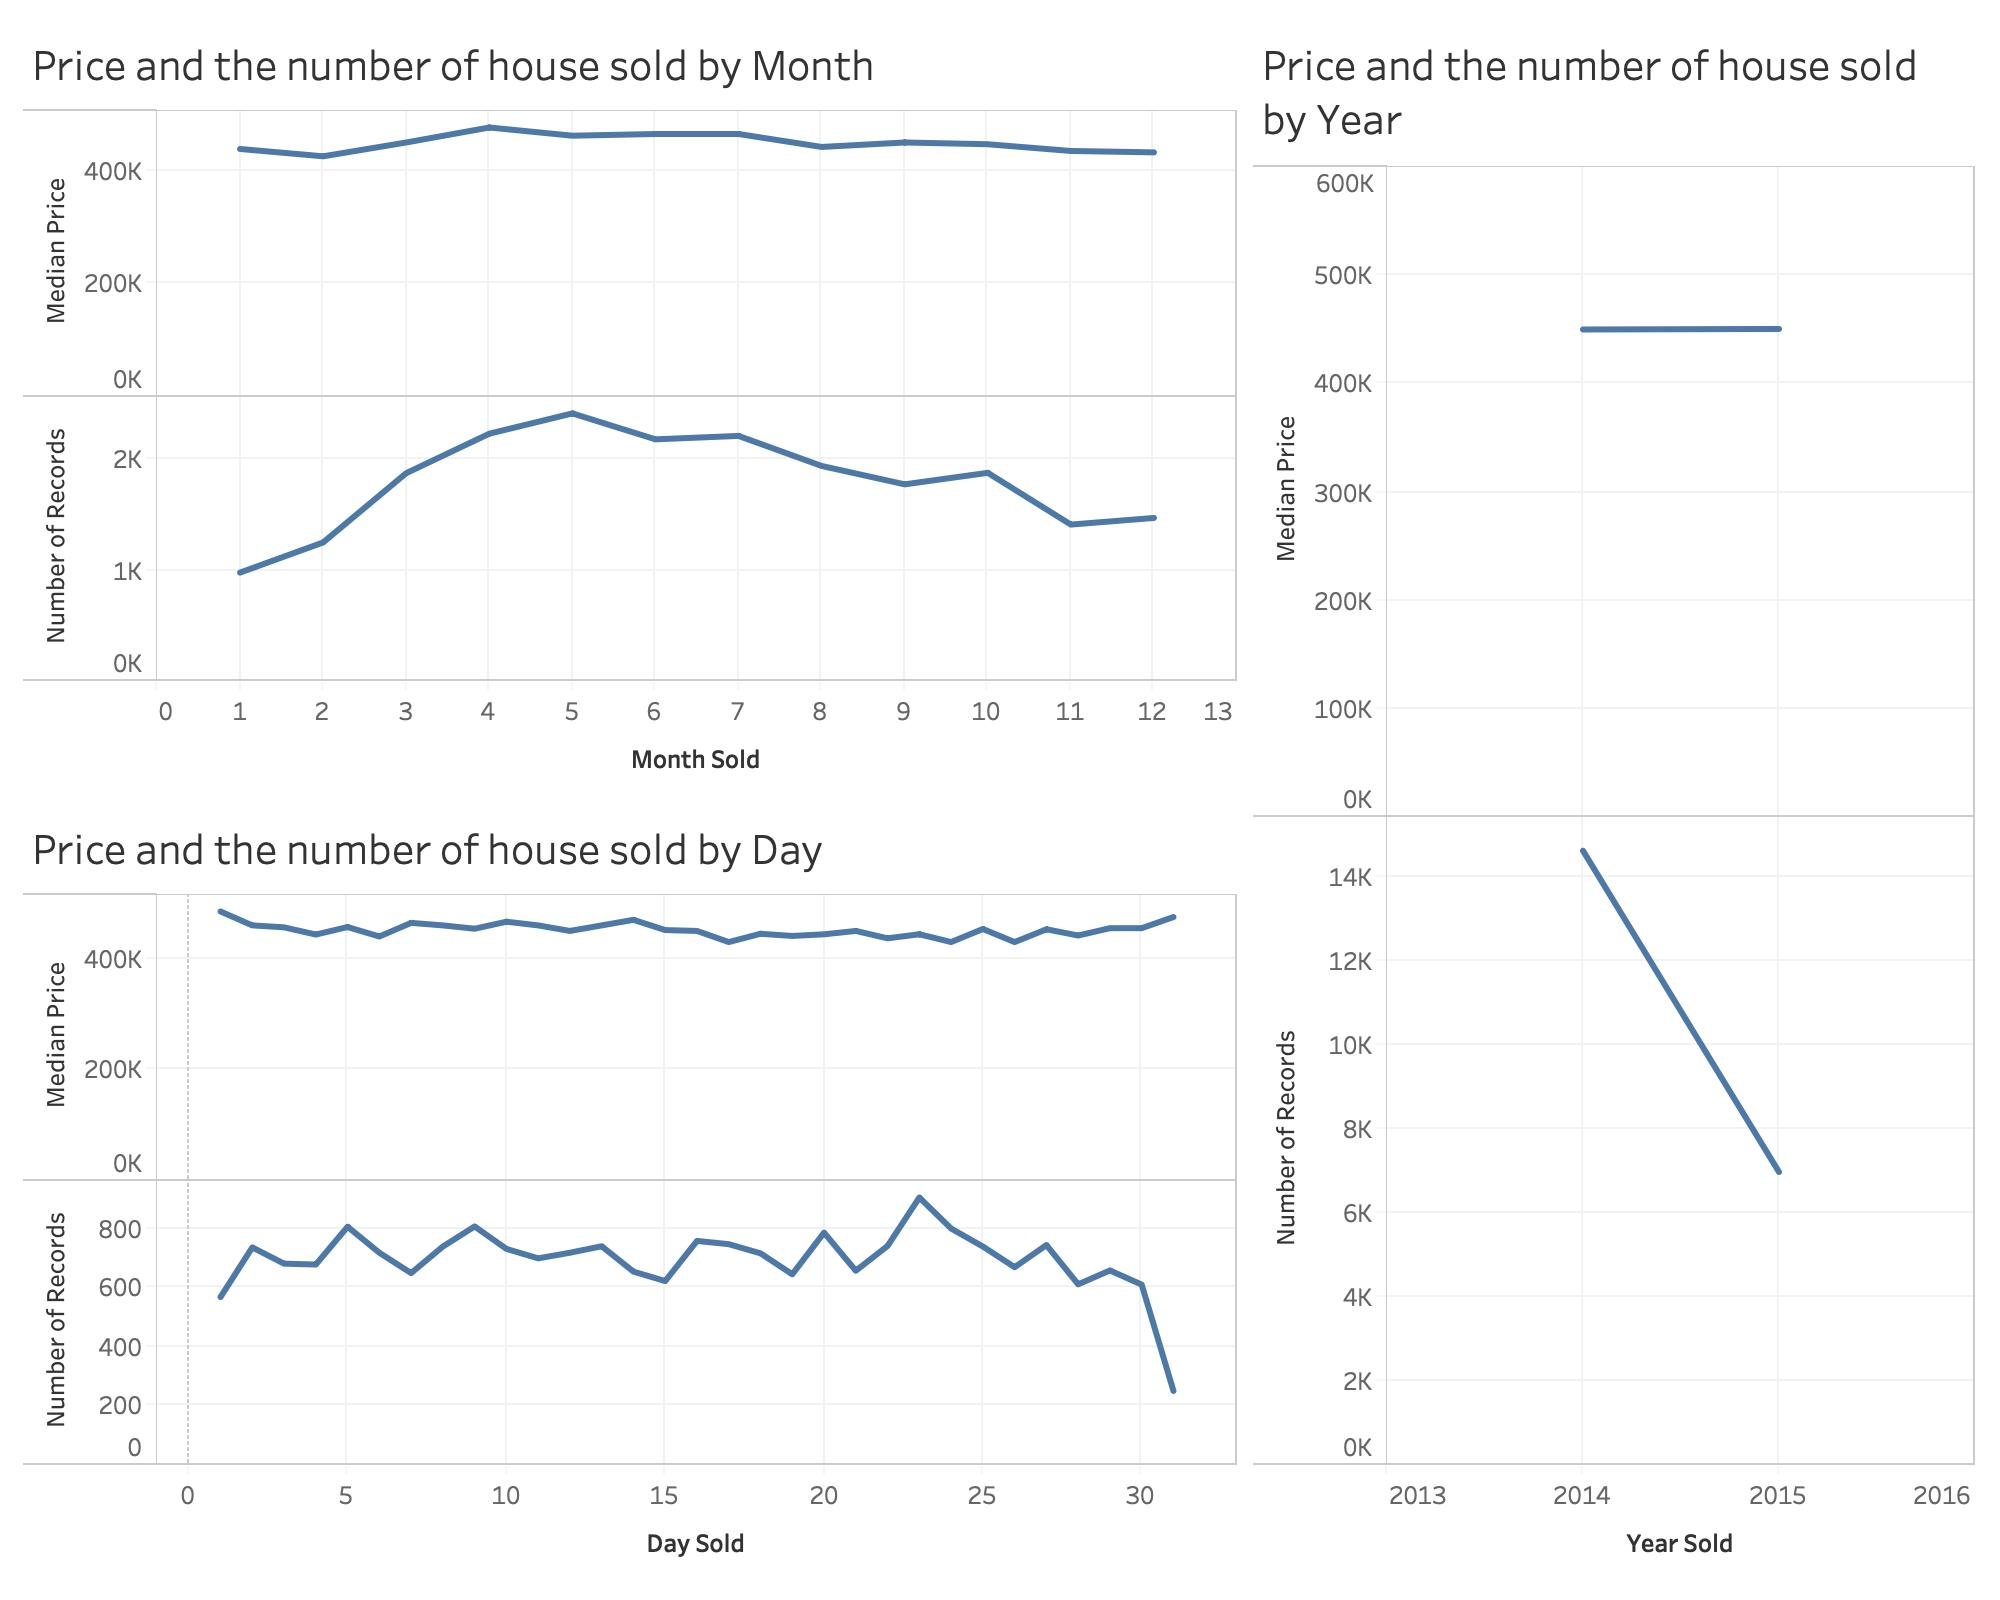 Price and the number of house sold by Month
Median Price
400K
200K
0K
Number of Records
2K
1K
0K
0 1 2 3 4 5 6 7 8 9 10 11 12 13
Month Sold
Price and the number of house sold by Day
Median Price
400K
200K
0K
Number of Records
800
600
400
200
0
0 5 10 15 20 25 30
Day Sold
Price and the number of house sold
by Year
Median Price
600K
500K
400K
300K
200K
100K
0K
Number of Records
14K
12K
10K
8K
6K
4K
2K
0K
2013 2014 2015 2016
Year Sold